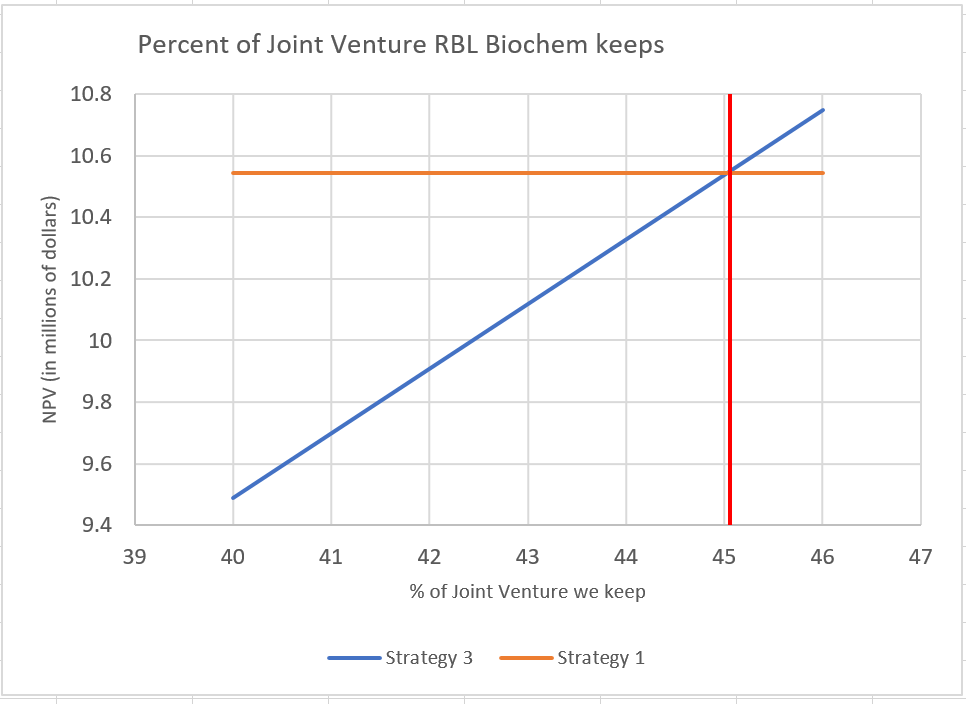 Percent of Joint Venture RBL Biochem keeps
10.8
10.6
10.4
10.2
10
9.8
9.6
9.4
NPV (in millions of dollars)
39 40 41 42 43 44 45 46 47
% of Joint Venture we keep
Strategy 3 Strategy 1